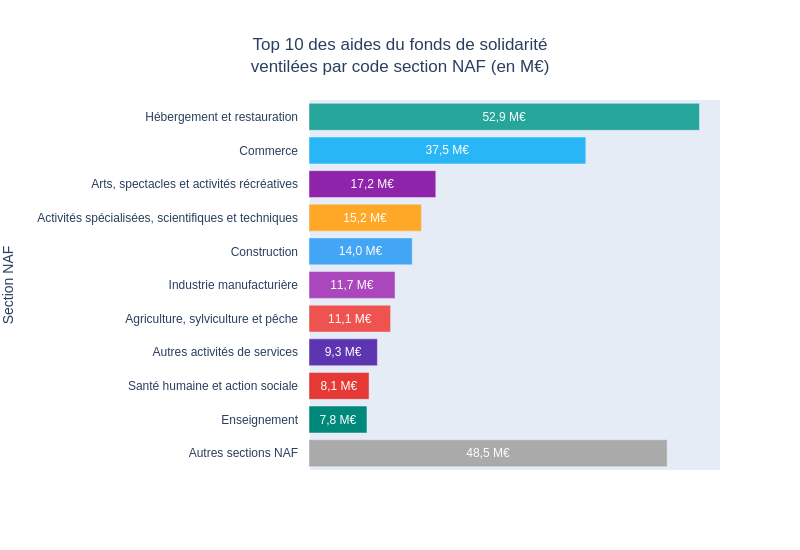 Top 10 des aides du fonds de solidarité
ventilées par code section NAF (en M€)
Section NAF
Hébergement et restauration 52,9 M€
Commerce 37,5 M€
Arts, spectacles et activités récréatives 17,2 M€
Activités spécialisées, scientifiques et techniques 15,2 M€
Construction 14,0 M€
Industrie manufacturière 11,7 M€
Agriculture, sylviculture et pêche 11,1 M€
Autres activités de services 9,3 M€
Santé humaine et action sociale 8,1 M€
Enseignement 7,8 M€
Autres sections NAF 48,5 M€